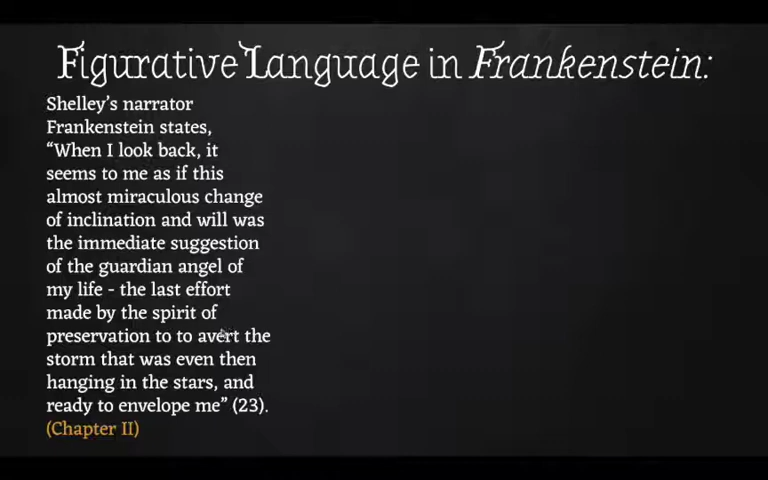 Figurative Language in Frankenstein:
Shelley's narrator
Frankenstein states,
“When I look back, it
seems to me as if this
almost miraculous change
of inclination and will was
the immediate suggestion
of the guardian angel of
my life - the last effort
made by the spirit of
preservation to to avert the
storm that was even then
hanging in the stars, and
ready to envelope me” (23).
(Chapter II)